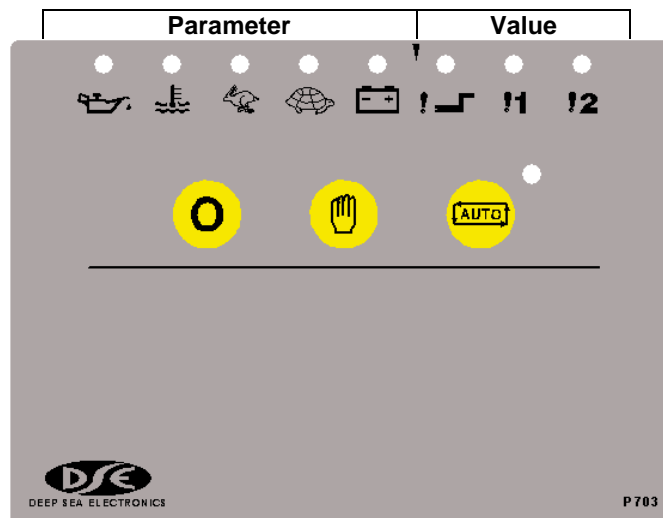 Parameter Value
! !1 !2
O AUTO
DSE
DEEP SEA ELECTRONICS P703